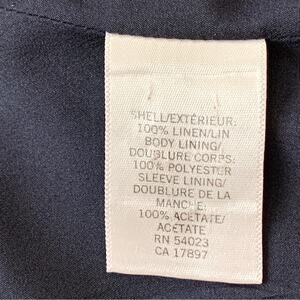 SHELL/EXTÉRIEUR:
100% LINEN/LIN
BODY LINING/
DOUBLURE CORPS:
100% POLYESTER
SLEEVE LINING/
DOUBLURE DE LA
MANCHE:
100% ACETATE/
ACÉTATE
RN 54023
CA 17897